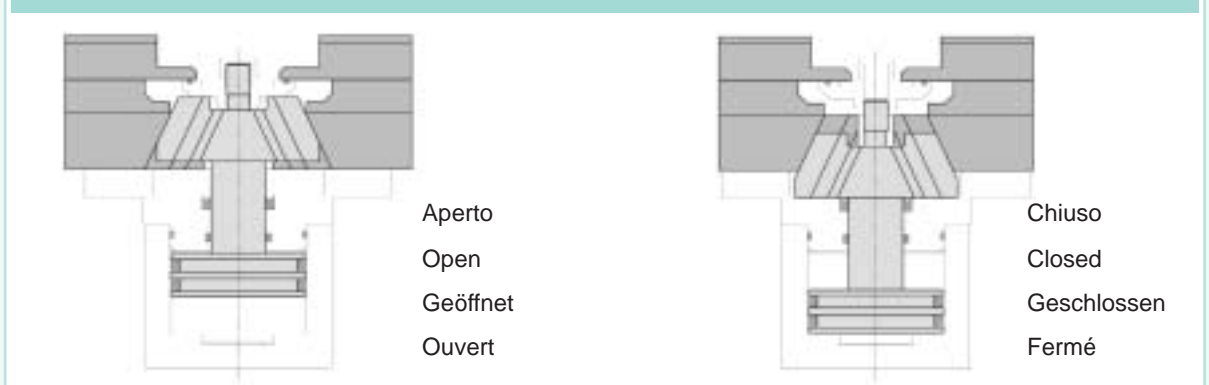 Aperto
Open
Geöffnet
Ouvert
Chiuso
Closed
Geschlossen
Fermé